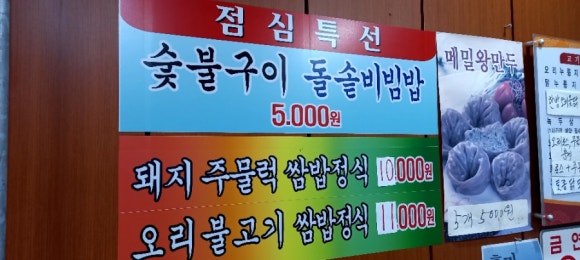 점심특선
숯불구이 돌솥비빔밥
5.000원
돼지 주물럭 쌈밥정식 10.000원
오리 불고기 쌈밥정식 11.000원
메밀왕만두
5개 5000원
금연